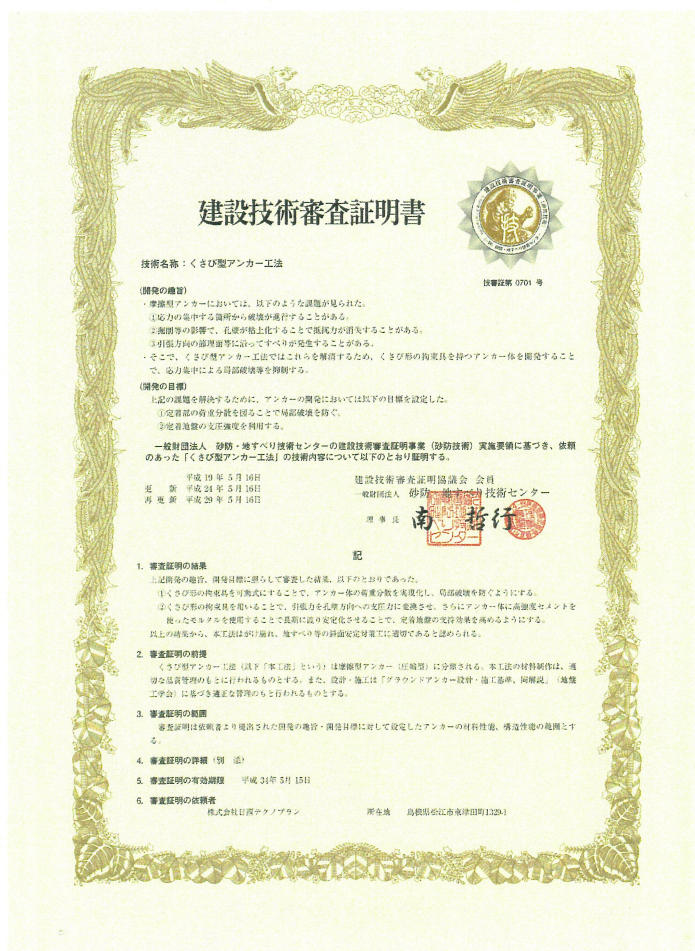 建設技術審査証明書
技術名称：くさび型アンカー工法
技審証第 0701 号
(開発の趣旨)
・摩擦型アンカーにおいては、以下のような課題が見られた。
①応力の集中する箇所から破壊が進行することがある。
②掘削等の影響で、孔壁が粘土化することで抵抗力が消失することがある。
③引張方向の節理面等に沿ってすべりが発生することがある。
・そこで、くさび型アンカー工法ではこれらを解消するため、くさび形の拘束具を持つアンカー体を開発すること
で、応力集中による局部破壊等を抑制する。
(開発の目標)
上記の課題を解決するために、アンカーの開発においては以下の目標を設定した。
①定着部の荷重分散を図ることで局部破壊を防ぐ。
②定着地盤の支圧強度を利用する。
一般財団法人 砂防・地すべり技術センターの建設技術審査証明事業（砂防技術）実施要領に基づき、依頼
のあった「くさび型アンカー工法」の技術内容について以下のとおり証明する。
平成 19 年 5 月 16日
更 新 平成 24 年 5 月 16日
再 更 新 平成 29 年 5 月 16日
建設技術審査証明協議会 会員
一般財団法人 砂防・地すべり技術センター
理 事 長 南 哲行
記
1. 審査証明の結果
上記開発の趣旨、開発目標に照らして審査した結果、以下のとおりであった。
①くさび形の拘束具を可動式にすることで、アンカー体の荷重分散を実現化し、局部破壊を防ぐようにする。
②くさび形の拘束具を用いることで、引張力を孔壁方向への支圧力に変換させ、さらにアンカー体に高強度セメントを
使ったモルタルを使用することで長期に渡り安定化させることで、定着地盤の支持効果を高めるようにする。
以上の結果から、本工法はがけ崩れ、地すべり等の斜面安定対策工に適切であると認められる。
2. 審査証明の前提
くさび型アンカー工法（以下「本工法」という）は摩擦型アンカー（圧縮型）に分類される。本工法の材料制作は、適
切な品質管理のもとに行われるものとする。また、設計・施工は「グラウンドアンカー設計・施工基準、同解説」（地盤
工学会）に基づき適正な管理のもと行われるものとする。
3. 審査証明の範囲
審査証明は依頼者より提出された開発の趣旨・開発目標に対して設定したアンカーの材料性能、構造性能の範囲とす
る。
4. 審査証明の詳細（別 添）
5. 審査証明の有効期限 平成 34年 5月 15日
6. 審査証明の依頼者
株式会社日西テクノプラン 所在地 島根県松江市東津田町1329-1